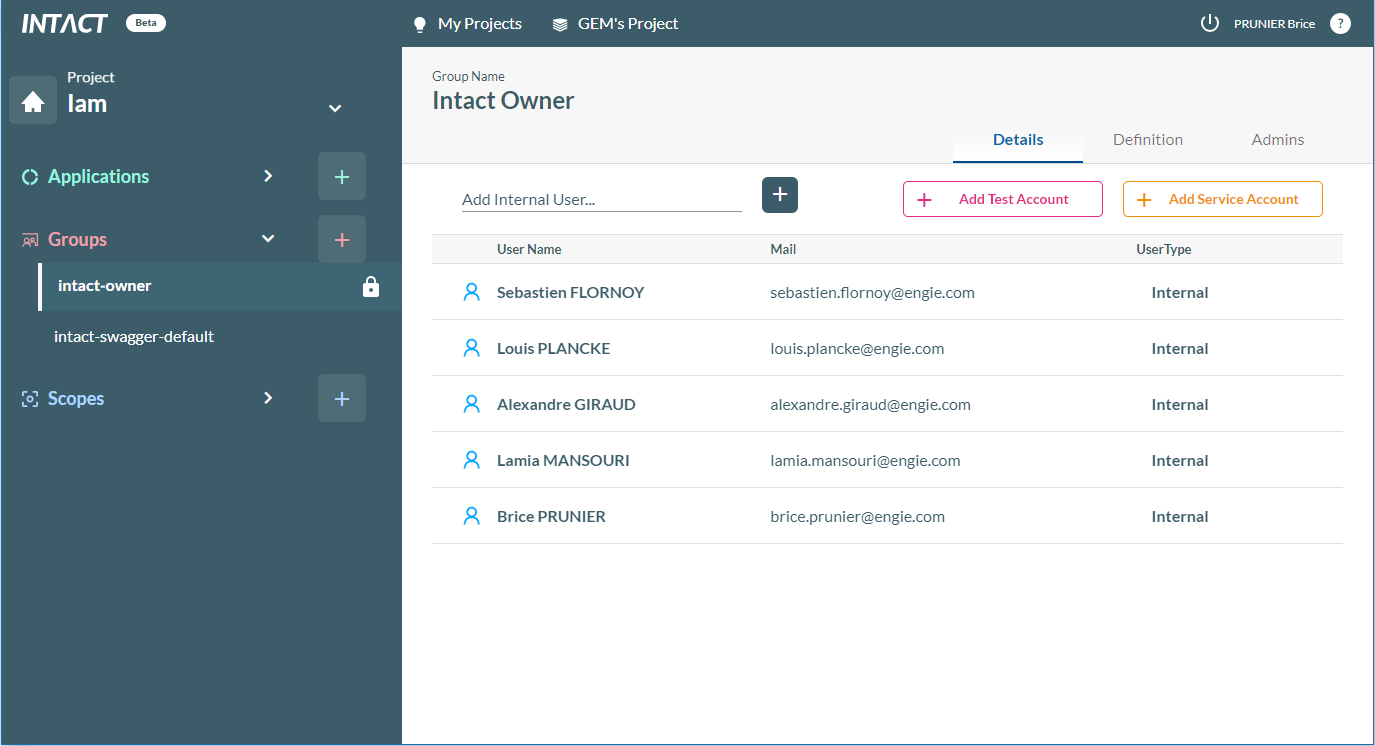 INTACT Beta My Projects GEM's Project PRUNIER Brice ?
Project
Iam
Applications
Groups
intact-owner
intact-swagger-default
Scopes
Group Name
Intact Owner
Details Definition Admins
Add Internal User... + + Add Test Account + Add Service Account
User Name Mail UserType
Sebastien FLORNOY sebastien.flornoy@engie.com Internal
Louis PLANCKE louis.plancke@engie.com Internal
Alexandre GIRAUD alexandre.giraud@engie.com Internal
Lamia MANSOURI lamia.mansouri@engie.com Internal
Brice PRUNIER brice.prunier@engie.com Internal